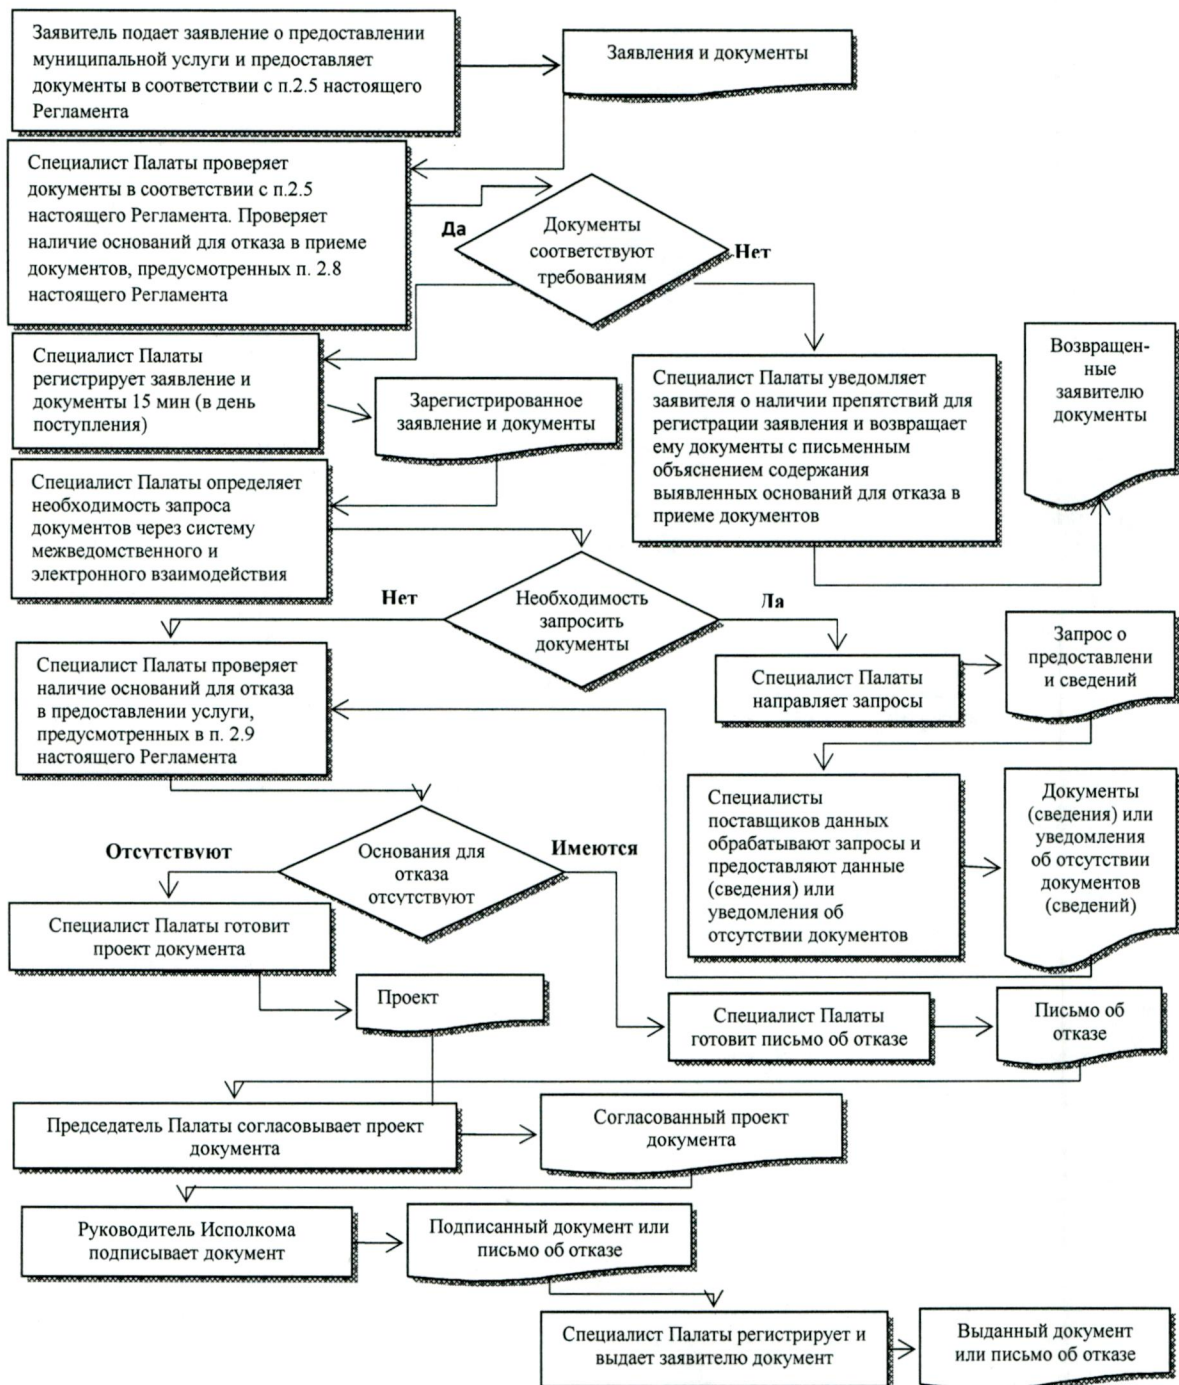 Заявитель подает заявление о предоставлении
муниципальной услуги и предоставляет
документы в соответствии с п.2.5 настоящего
Регламента
Заявления и документы
Специалист Палаты проверяет
документы в соответствии с п.2.5
настоящего Регламента. Проверяет
наличие оснований для отказа в приеме
документов, предусмотренных п. 2.8
настоящего Регламента
Да
Документы
соответствуют
требованиям
Нет
Специалист Палаты
регистрирует заявление и
документы 15 мин (в день
поступления)
Зарегистрированное
заявление и документы
Специалист Палаты уведомляет
заявителя о наличии препятствий для
регистрации заявления и возвращает
ему документы с письменным
объяснением содержания
выявленных оснований для отказа в
приеме документов
Возвращен-
ные
заявителю
документы
Специалист Палаты определяет
необходимость запроса
документов через систему
межведомственного и
электронного взаимодействия
Нет
Необходимость
запросить
документы
Да
Специалист Палаты
направляет запросы
Запрос о
предоставлени
и сведений
Специалист Палаты проверяет
наличие оснований для отказа
в предоставлении услуги,
предусмотренных в п. 2.9
настоящего Регламента
Специалисты
поставщиков данных
обрабатывают запросы и
предоставляют данные
(сведения) или
уведомления об
отсутствии документов
Документы
(сведения) или
уведомления
об отсутствии
документов
(сведений)
Отсутствуют
Основания для
отказа
отсутствуют
Имеются
Специалист Палаты готовит
проект документа
Проект
Специалист Палаты
готовит письмо об отказе
Письмо об
отказе
Председатель Палаты согласовывает проект
документа
Согласованный проект
документа
Руководитель Исполкома
подписывает документ
Подписанный документ или
письмо об отказе
Специалист Палаты регистрирует и
выдает заявителю документ
Выданный документ
или письмо об отказе